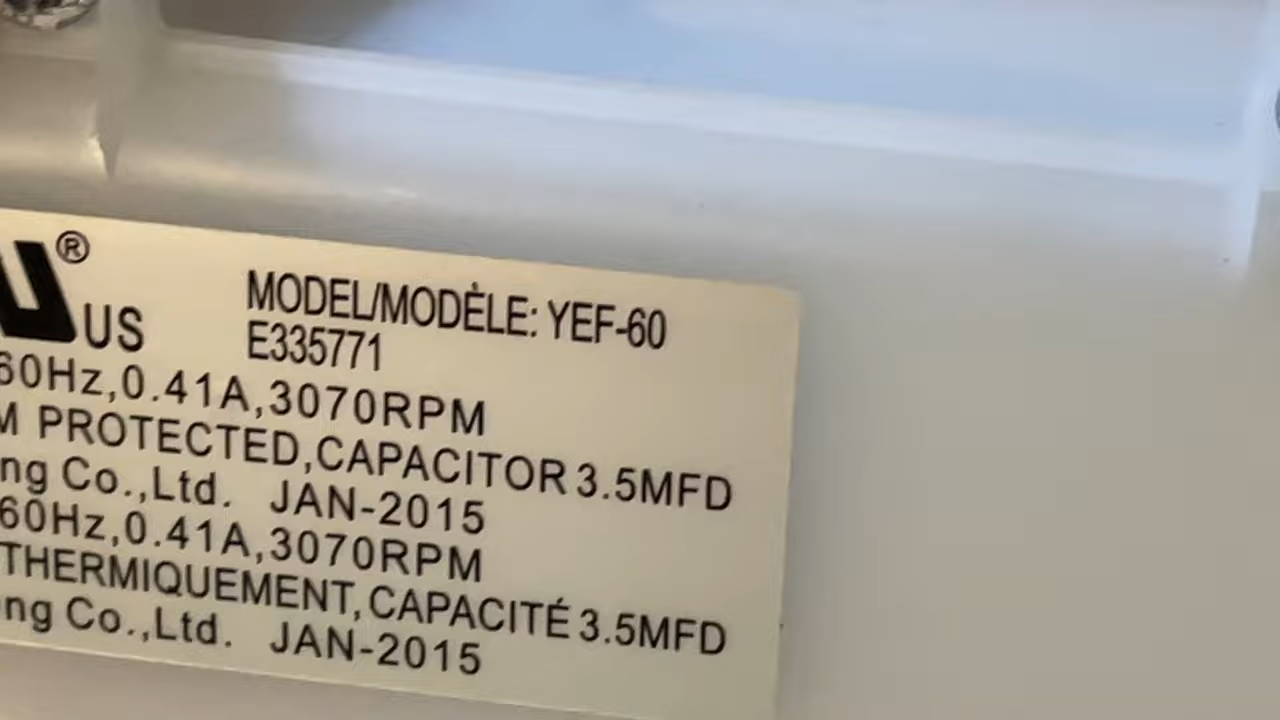 ® US
MODEL/MODÈLE: YEF-60
E335771
60Hz,0.41A,3070RPM
PROTECTED,CAPACITOR 3.5MFD
Co.,Ltd. JAN-2015
60Hz,0.41A,3070RPM
THERMIQUEMENT,CAPACITÉ 3.5MFD
Co.,Ltd. JAN-2015